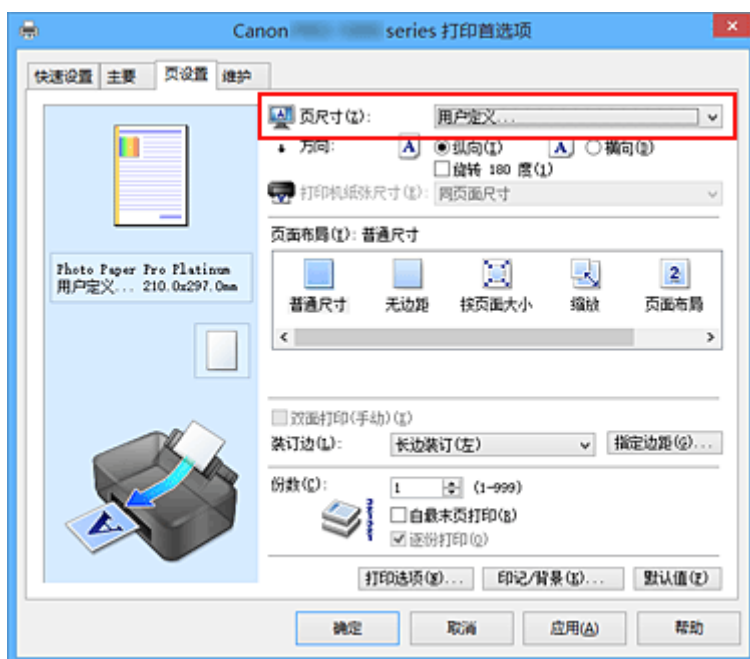 Canon series 打印首选项
快速设置 主要 页设置 维护
页尺寸(Z): 用户定义...
方向: A 纵向(I) A 横向(D)
旋转 180 度(1)
打印机纸张尺寸(E): 同页面尺寸
页面布局(Y): 普通尺寸
Photo Paper Pro Platinum
用户定义... 210.0x297.0mm
普通尺寸 无边距 按页面大小 缩放 页面布局
双面打印(手动)(X)
装订边(L): 长边装订(左) 指定边距(G)...
份数(C): 1 (1-999)
自最末页打印(B)
逐份打印(O)
打印选项(W)... 印记/背景(K)... 默认值(F)
确定 取消 应用(A) 帮助